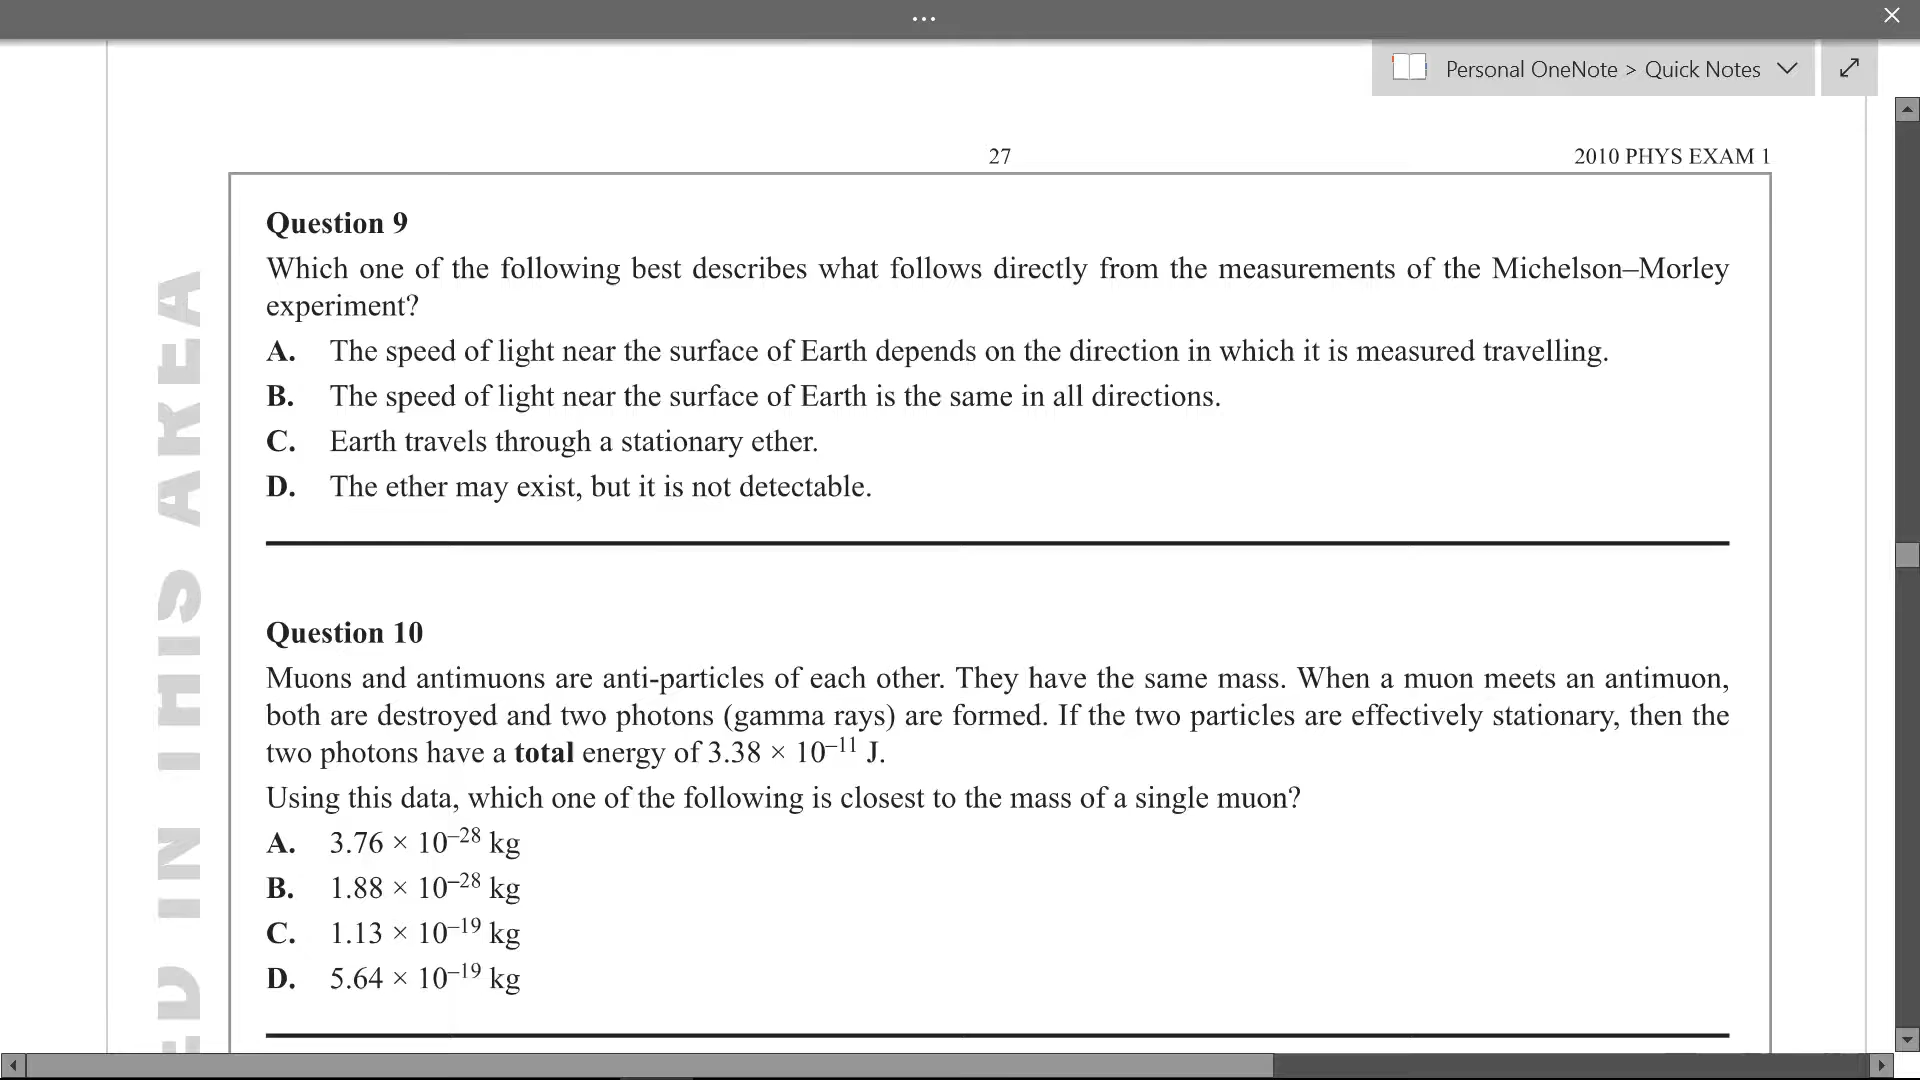 ...
Personal OneNote > Quick Notes
27
2010 PHYS EXAM 1
Question 9
Which one of the following best describes what follows directly from the measurements of the Michelson–Morley
experiment?
A. The speed of light near the surface of Earth depends on the direction in which it is measured travelling.
B. The speed of light near the surface of Earth is the same in all directions.
C. Earth travels through a stationary ether.
D. The ether may exist, but it is not detectable.
Question 10
Muons and antimuons are anti-particles of each other. They have the same mass. When a muon meets an antimuon,
both are destroyed and two photons (gamma rays) are formed. If the two particles are effectively stationary, then the
two photons have a total energy of 3.38 × 10⁻¹¹ J.
Using this data, which one of the following is closest to the mass of a single muon?
A. 3.76 × 10⁻²⁸ kg
B. 1.88 × 10⁻²⁸ kg
C. 1.13 × 10⁻¹⁹ kg
D. 5.64 × 10⁻¹⁹ kg
ED IN THIS AREA